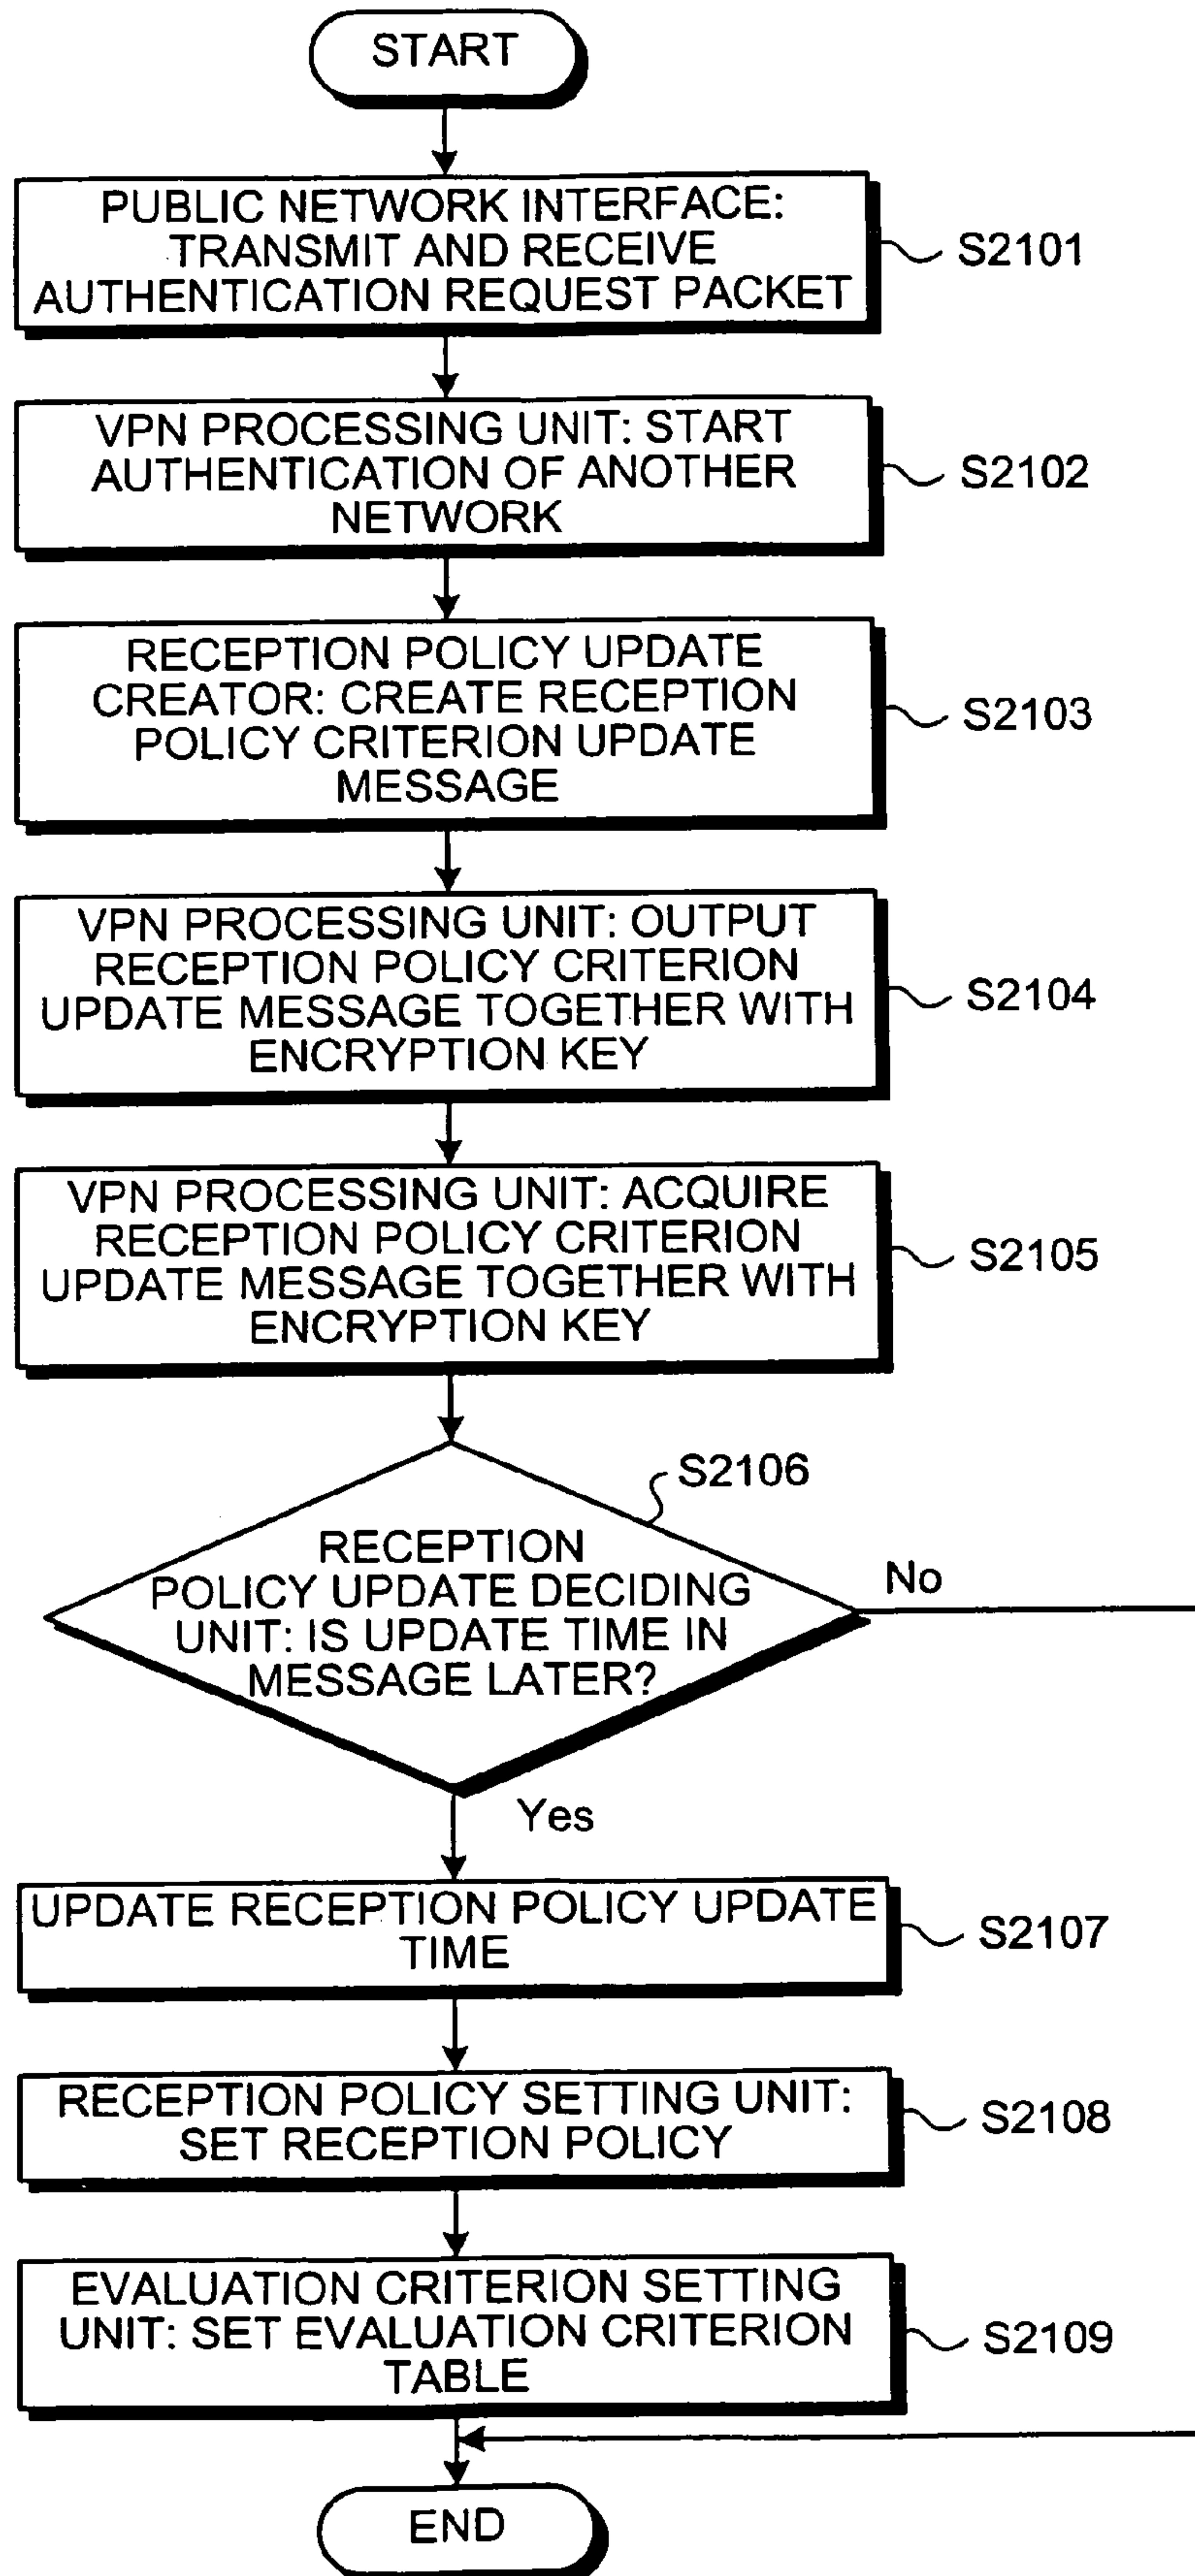 START
PUBLIC NETWORK INTERFACE:
TRANSMIT AND RECEIVE
AUTHENTICATION REQUEST PACKET
S2101
VPN PROCESSING UNIT: START
AUTHENTICATION OF ANOTHER
NETWORK
S2102
RECEPTION POLICY UPDATE
CREATOR: CREATE RECEPTION
POLICY CRITERION UPDATE
MESSAGE
S2103
VPN PROCESSING UNIT: OUTPUT
RECEPTION POLICY CRITERION
UPDATE MESSAGE TOGETHER WITH
ENCRYPTION KEY
S2104
VPN PROCESSING UNIT: ACQUIRE
RECEPTION POLICY CRITERION
UPDATE MESSAGE TOGETHER WITH
ENCRYPTION KEY
S2105
S2106
RECEPTION
POLICY UPDATE DECIDING
UNIT: IS UPDATE TIME IN
MESSAGE LATER?
No
Yes
UPDATE RECEPTION POLICY UPDATE
TIME
S2107
RECEPTION POLICY SETTING UNIT:
SET RECEPTION POLICY
S2108
EVALUATION CRITERION SETTING
UNIT: SET EVALUATION CRITERION
TABLE
S2109
END